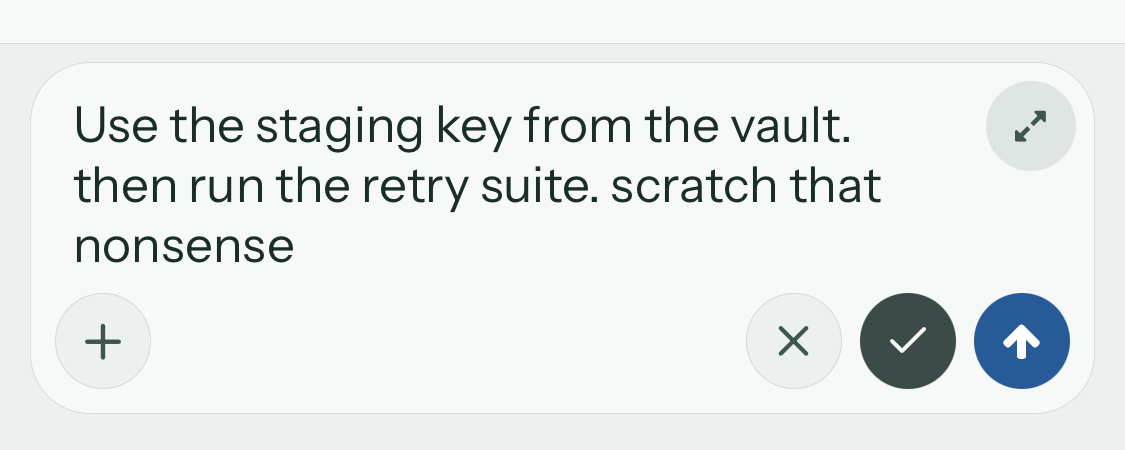 Use the staging key from the vault.
then run the retry suite. scratch that
nonsense